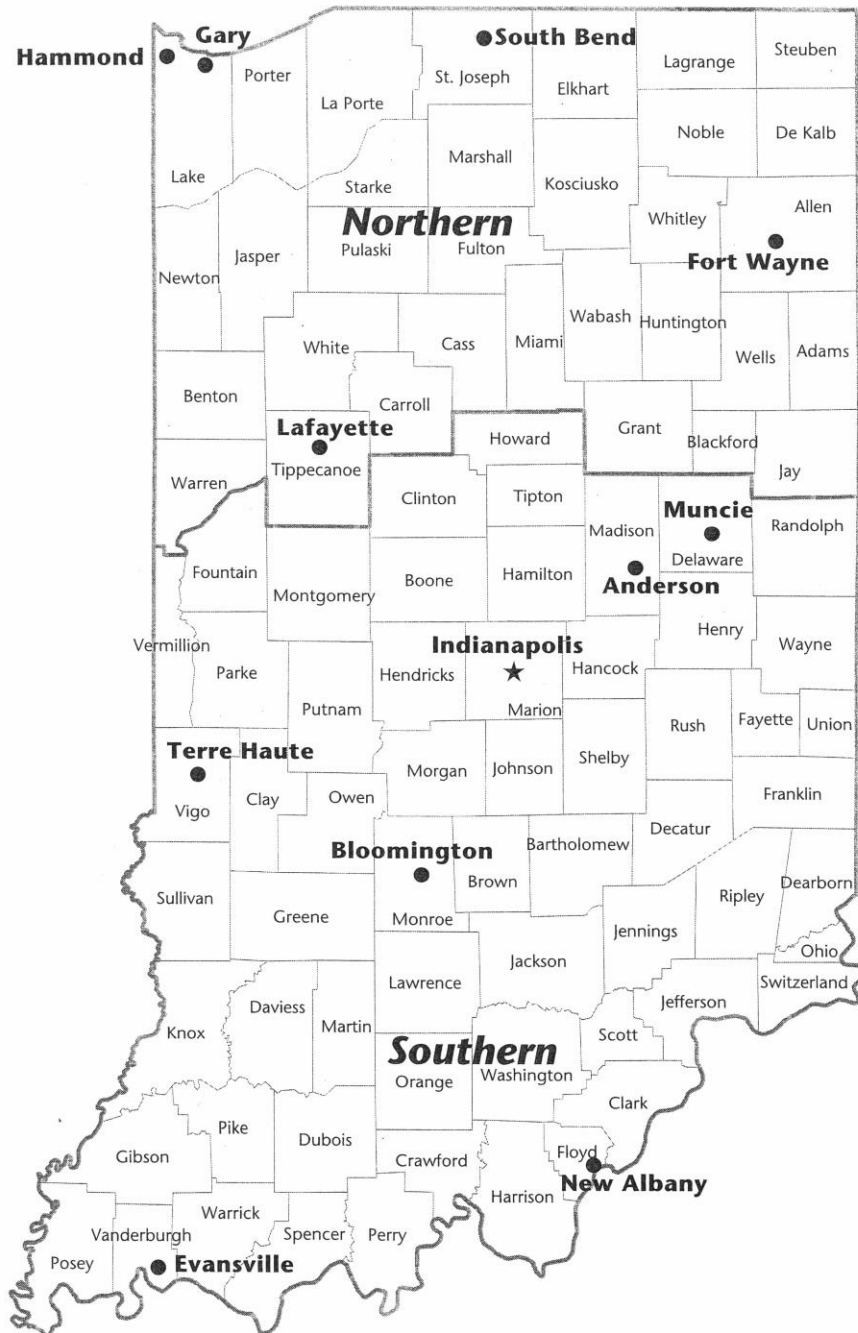 Gary
South Bend
Hammond
Steuben
Lagrange
Porter
St. Joseph
Elkhart
La Porte
Noble
De Kalb
Marshall
Lake
Starke
Kosciusko
Allen
Northern
Whitley
Jasper
Pulaski
Fulton
Fort Wayne
Newton
Wabash
Huntington
White
Cass
Miami
Wells
Adams
Benton
Carroll
Lafayette
Howard
Grant
Blackford
Tippecanoe
Jay
Warren
Clinton
Tipton
Muncie
Madison
Randolph
Delaware
Fountain
Boone
Hamilton
Anderson
Montgomery
Henry
Vermillion
Indianapolis
Wayne
Parke
Hendricks
Hancock
Putnam
Marion
Rush
Fayette
Union
Terre Haute
Morgan
Johnson
Shelby
Vigo
Clay
Owen
Franklin
Decatur
Bloomington
Bartholomew
Brown
Dearborn
Sullivan
Ripley
Greene
Monroe
Jennings
Ohio
Jackson
Lawrence
Switzerland
Daviess
Jefferson
Knox
Martin
Scott
Southern
Washington
Orange
Clark
Pike
Dubois
Gibson
Floyd
Crawford
New Albany
Harrison
Warrick
Vanderburgh
Spencer
Perry
Posey
Evansville